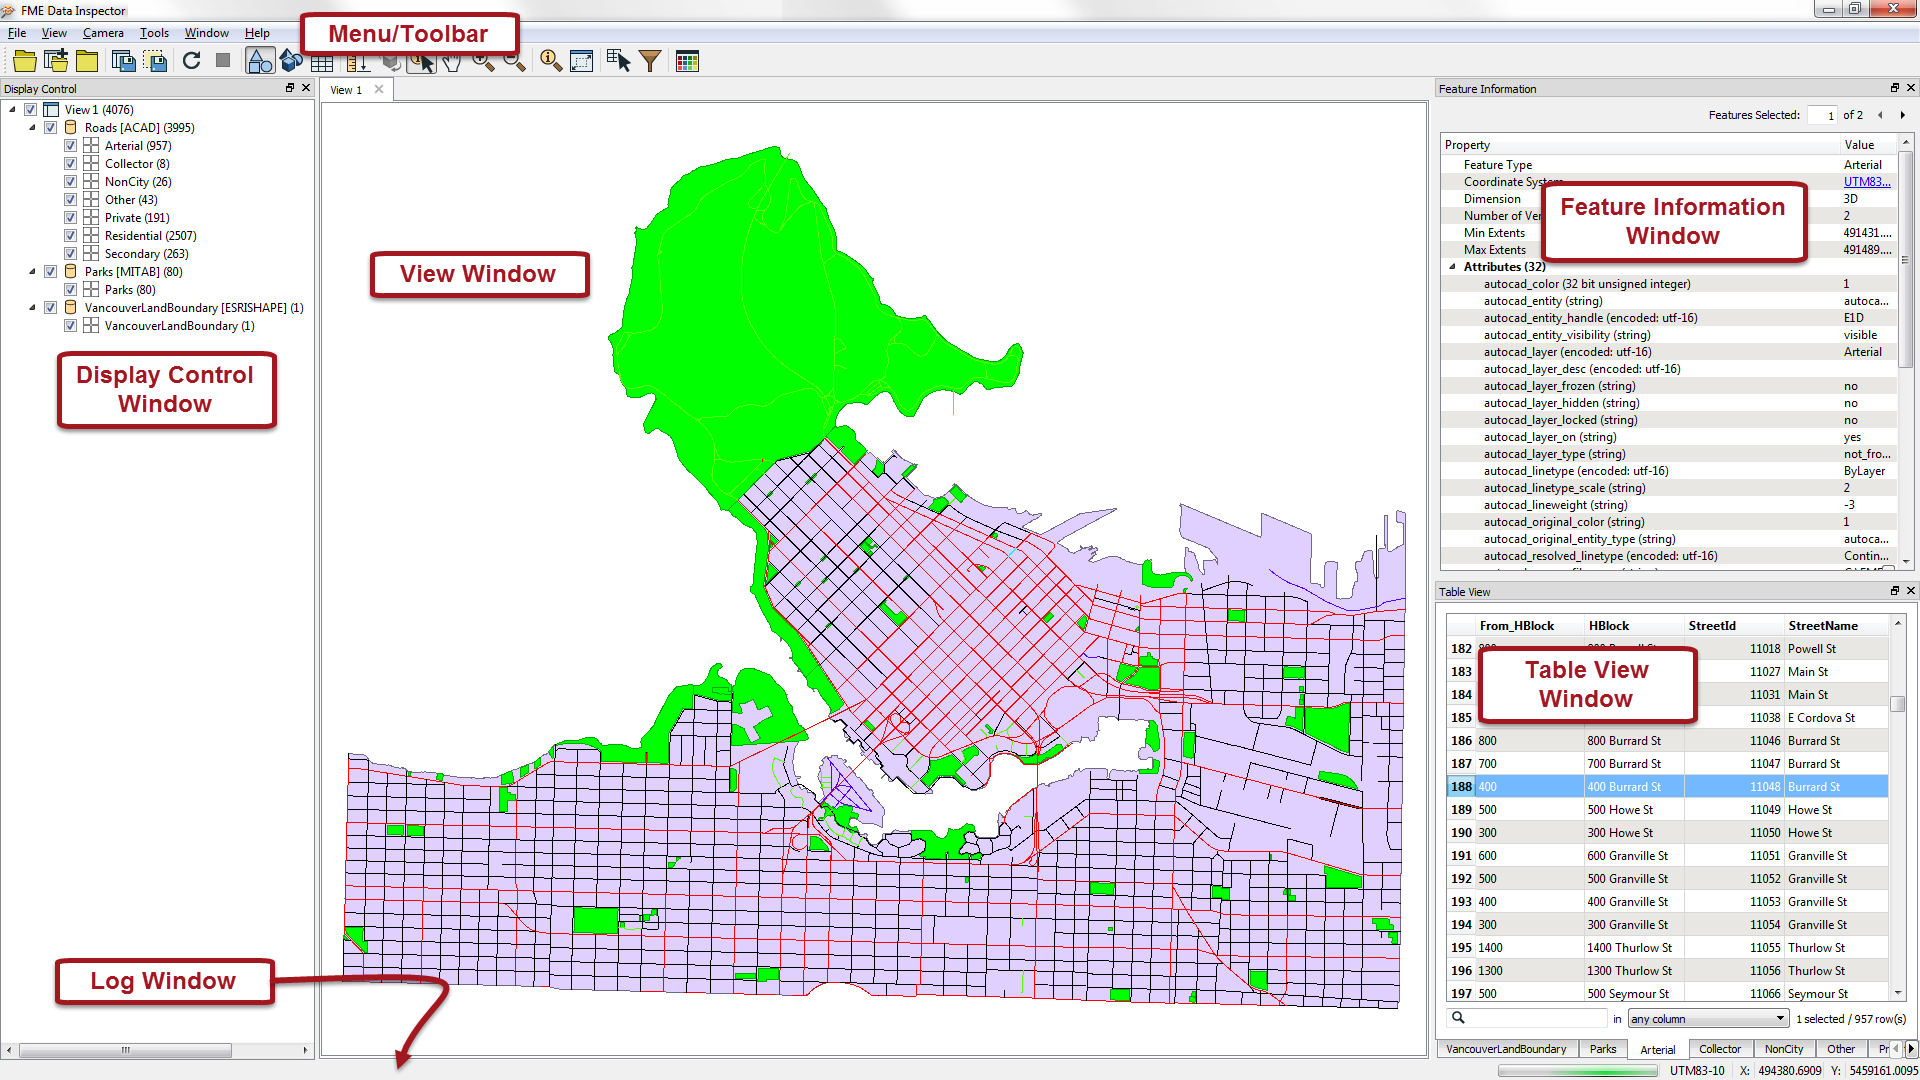 FME Data Inspector
File View Camera Tools Window Help
Menu/Toolbar
Display Control
View 1 (4076)
Roads [ACAD] (3995)
Arterial (957)
Collector (8)
NonCity (26)
Other (43)
Private (191)
Residential (2507)
Secondary (263)
Parks [MITAB] (80)
Parks (80)
VancouverLandBoundary [ESRISHAPE] (1)
VancouverLandBoundary (1)
Display Control
Window
Log Window
View 1
View Window
Feature Information
Features Selected: 1 of 2
Property Value
Feature Type Arterial
Coordinate System UTM83...
Dimension 3D
Number of Ver 2
Min Extents 491431....
Max Extents 491489....
Feature Information
Window
Attributes (32)
autocad_color (32 bit unsigned integer) 1
autocad_entity (string) autoca...
autocad_entity_handle (encoded: utf-16) E1D
autocad_entity_visibility (string) visible
autocad_layer (encoded: utf-16) Arterial
autocad_layer_desc (encoded: utf-16)
autocad_layer_frozen (string) no
autocad_layer_hidden (string) no
autocad_layer_locked (string) no
autocad_layer_on (string) yes
autocad_layer_type (string) not_fro...
autocad_linetype (encoded: utf-16) ByLayer
autocad_linetype_scale (string) 2
autocad_lineweight (string) -3
autocad_original_color (string) 1
autocad_original_entity_type (string) autoca...
autocad_resolved_linetype (encoded: utf-16) Contin...
Table View
From_HBlock HBlock StreetId StreetName
182 11018 Powell St
183 11027 Main St
184 11031 Main St
185 11038 E Cordova St
Table View
Window
186 800 800 Burrard St 11046 Burrard St
187 700 700 Burrard St 11047 Burrard St
188 400 400 Burrard St 11048 Burrard St
189 500 500 Howe St 11049 Howe St
190 300 300 Howe St 11050 Howe St
191 600 600 Granville St 11051 Granville St
192 500 500 Granville St 11052 Granville St
193 400 400 Granville St 11053 Granville St
194 300 300 Granville St 11054 Granville St
195 1400 1400 Thurlow St 11055 Thurlow St
196 1300 1300 Thurlow St 11056 Thurlow St
197 500 500 Seymour St 11066 Seymour St
in any column 1 selected / 957 row(s)
VancouverLandBoundary Parks Arterial Collector NonCity Other Pr
UTM83-10 X: 494380.6909 Y: 5459161.0095